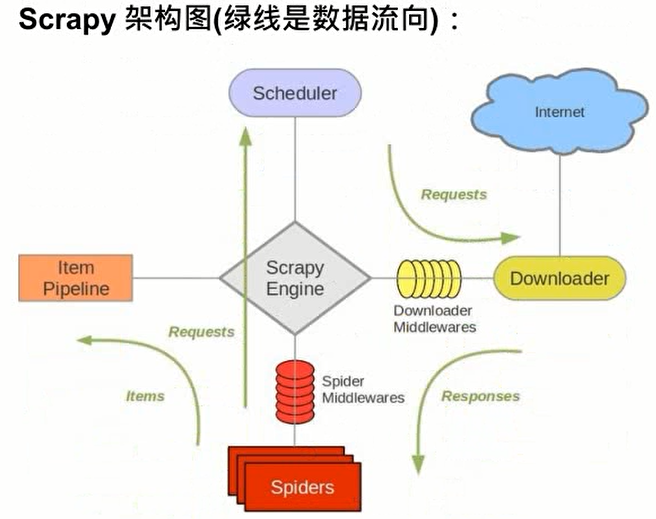 Scrapy 架构图(绿线是数据流向)：
Scheduler
Internet
Requests
Item
Pipeline
Scrapy
Engine
Downloader
Downloader
Middlewares
Requests
Spider
Middlewares
Items
Responses
Spiders